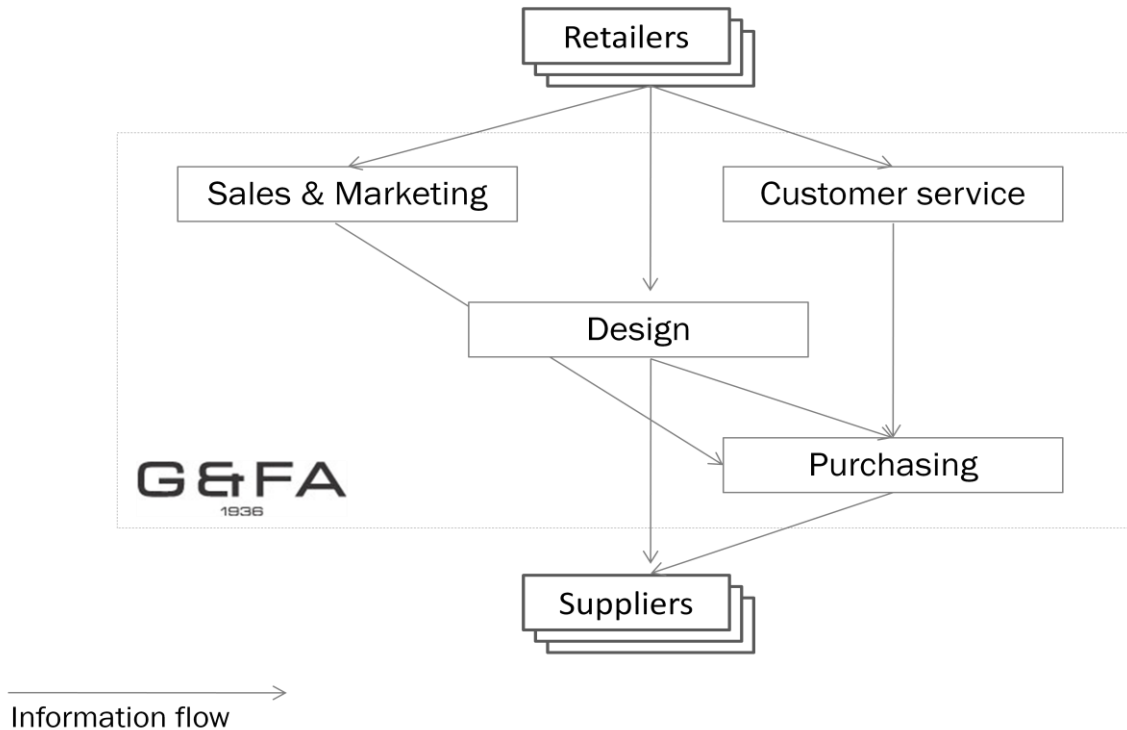 Retailers
Sales & Marketing
Customer service
Design
Purchasing
G&FA
1936
Suppliers
Information flow